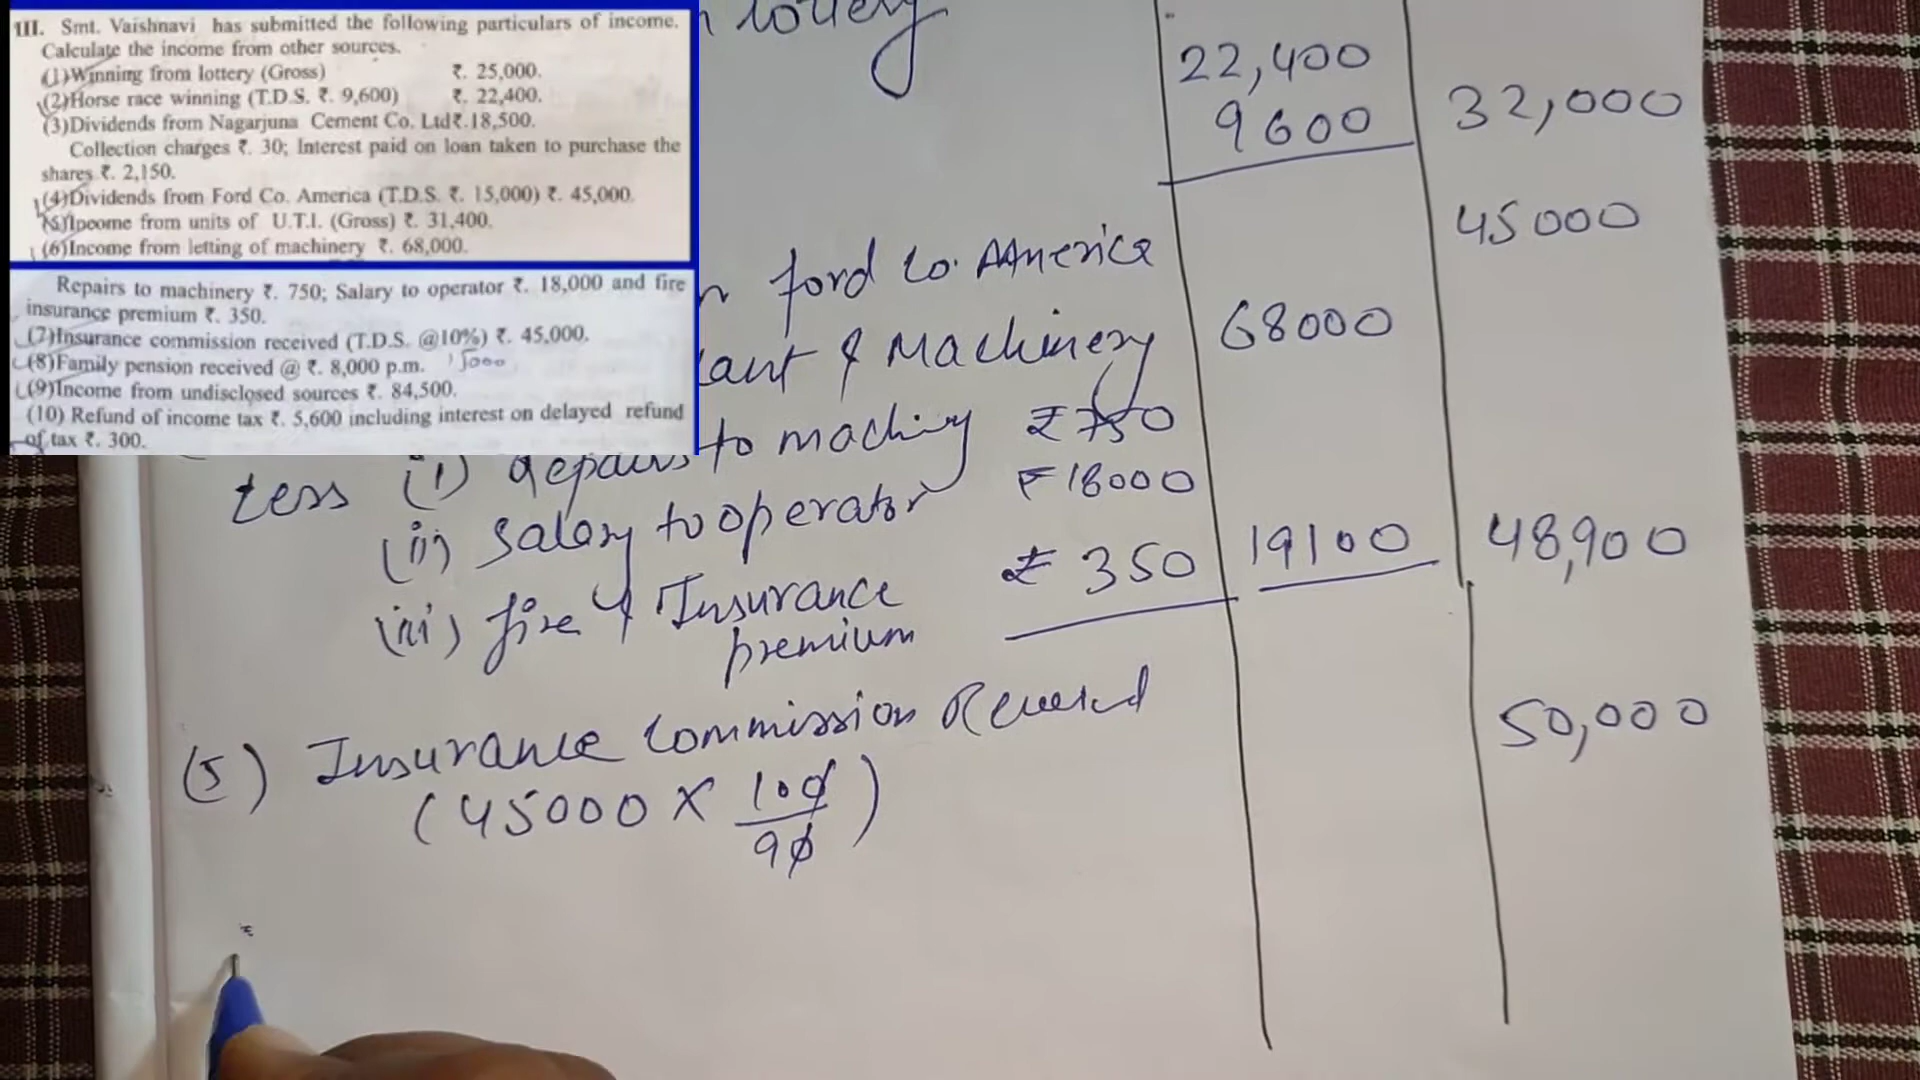 III. Smt. Vaishnavi has submitted the following particulars of income.
Calculate the income from other sources.
(1)Winning from lottery (Gross) ₹. 25,000.
(2)Horse race winning (T.D.S. ₹. 9,600) ₹. 22,400.
(3)Dividends from Nagarjuna Cement Co. Ltd₹.18,500.
Collection charges ₹. 30; Interest paid on loan taken to purchase the
shares ₹. 2,150.
(4)Dividends from Ford Co. America (T.D.S. ₹. 15,000) ₹. 45,000.
(5)Income from units of U.T.I. (Gross) ₹. 31,400.
(6)Income from letting of machinery ₹. 68,000.
Repairs to machinery ₹. 750; Salary to operator ₹. 18,000 and fire
insurance premium ₹. 350.
(7)Insurance commission received (T.D.S. @10%) ₹. 45,000.
(8)Family pension received @ ₹. 8,000 p.m. 15000
(9)Income from undisclosed sources ₹. 84,500.
(10) Refund of income tax ₹. 5,600 including interest on delayed refund
of tax ₹. 300.
lottery
22,400
9600 32,000
ford Co. America 45000
& Machinery 68000
Less (i) Repairs to machiny ₹750
(ii) Salary to operator ₹18000
(iii) fire & Insurance ₹ 350 19100 48,900
premium
(5) Insurance Commission Received 50,000
(45000 × 100/90)